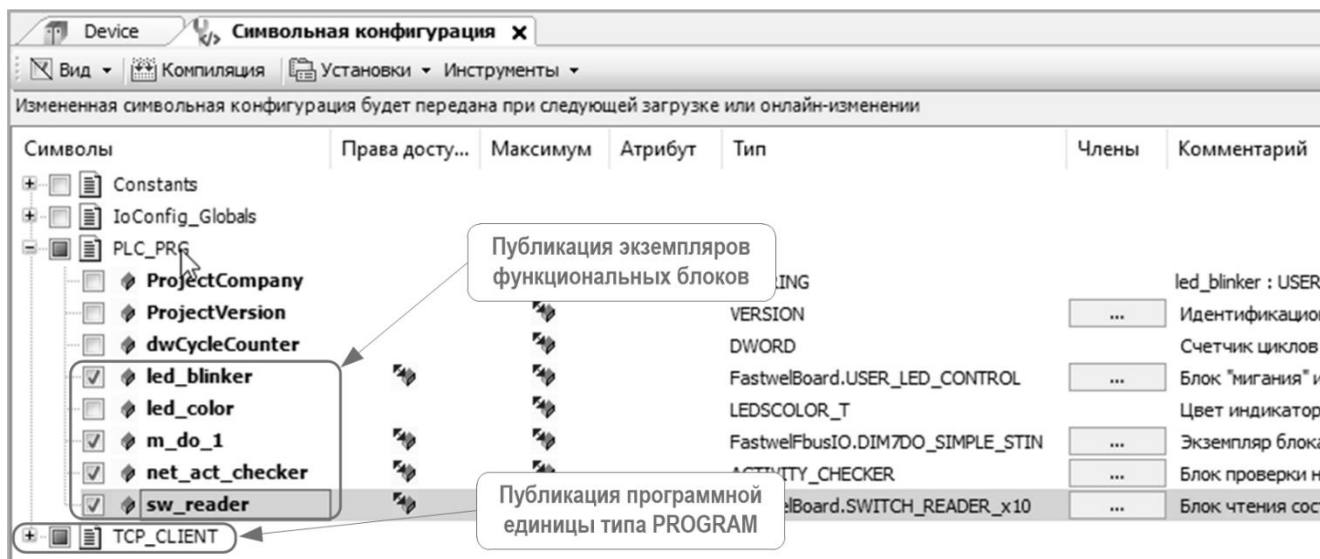 Device Символьная конфигурация
Вид Компиляция Установки Инструменты
Измененная символьная конфигурация будет передана при следующей загрузке или онлайн-изменении
Символы Права досту... Максимум Атрибут Тип Члены Комментарий
Constants
IoConfig_Globals
PLC_PRG
Публикация экземпляров
функциональных блоков
ProjectCompany led_blinker : USER
ProjectVersion VERSION ...
dwCycleCounter DWORD Счетчик циклов
led_blinker FastwelBoard.USER_LED_CONTROL ... Блок "мигания"
led_color LEDSCOLOR_T Цвет индикатор
m_do_1 FastwelFbusIO.DIM7DO_SIMPLE_STIN ... Экземпляр блока
net_act_checker ACTIVITY_CHECKER ... Блок проверки
sw_reader elBoard.SWITCH_READER_x10 ... Блок чтения
Публикация программной
единицы типа PROGRAM
TCP_CLIENT